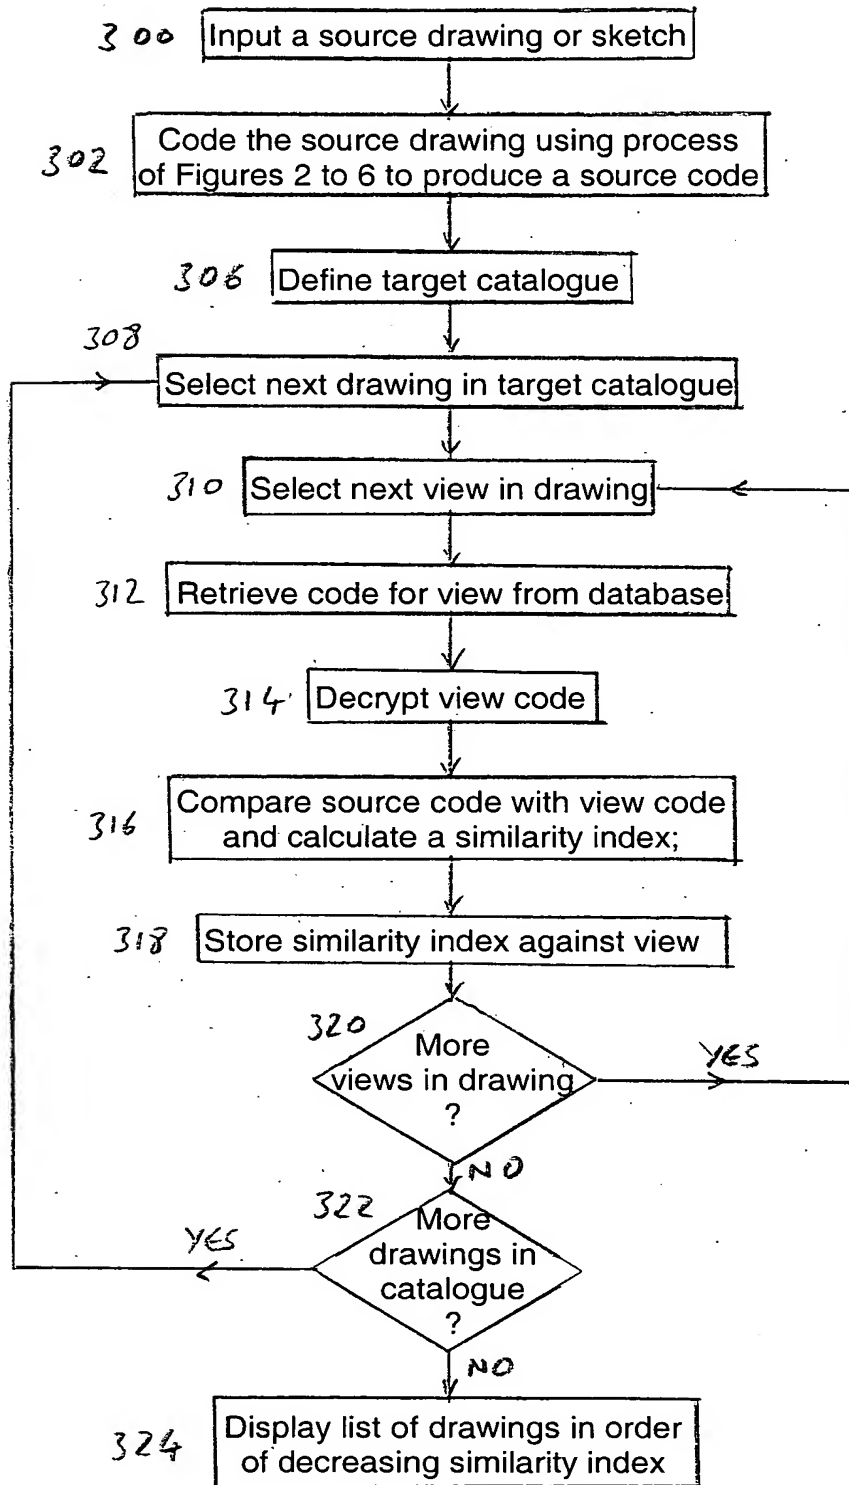 300 Input a source drawing or sketch
302 Code the source drawing using process
of Figures 2 to 6 to produce a source code
306 Define target catalogue
308
Select next drawing in target catalogue
310 Select next view in drawing
312 Retrieve code for view from database
314 Decrypt view code
316 Compare source code with view code
and calculate a similarity index;
318 Store similarity index against view
320
More
views in drawing
?
YES
NO
322
More
drawings in
catalogue
?
YES
NO
324 Display list of drawings in order
of decreasing similarity index